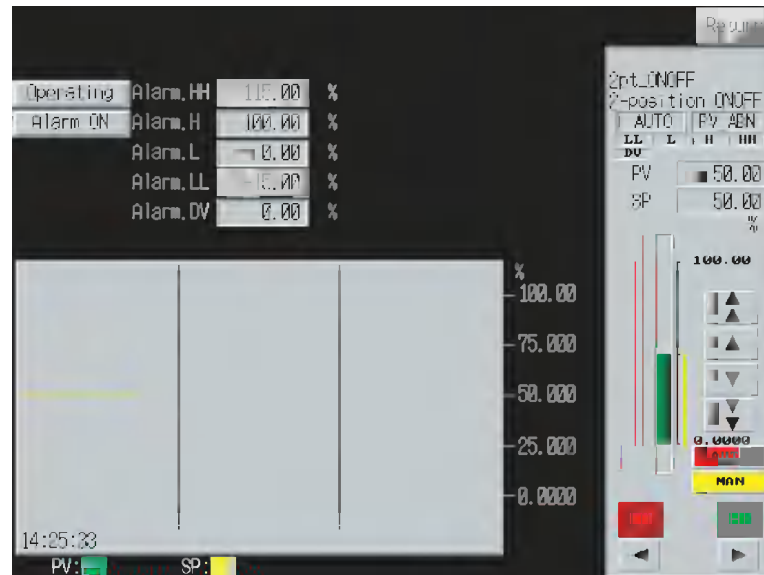 Operating Alarm.HH 115.00 %
Alarm ON Alarm.H 100.00 %
Alarm.L 0.00 %
Alarm.LL -15.00 %
Alarm.DV 0.00 %
%
100.00
75.000
50.000
25.000
0.0000
14:25:33
PV: SP:
2pt_ONOFF
2-position ONOFF
AUTO PV ABN
LL L H HH
DV
PV 50.00
SP 50.00
%
100.00
0.0000
MAN